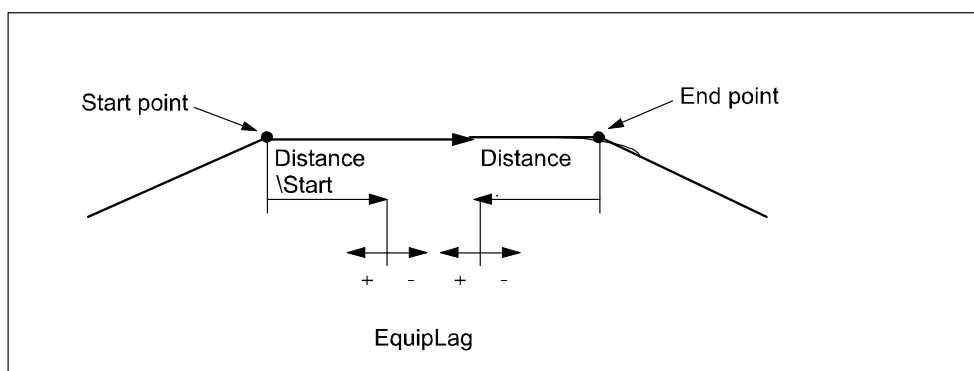 Start point
End point
Distance
\Start
Distance
+ - + -
EquipLag